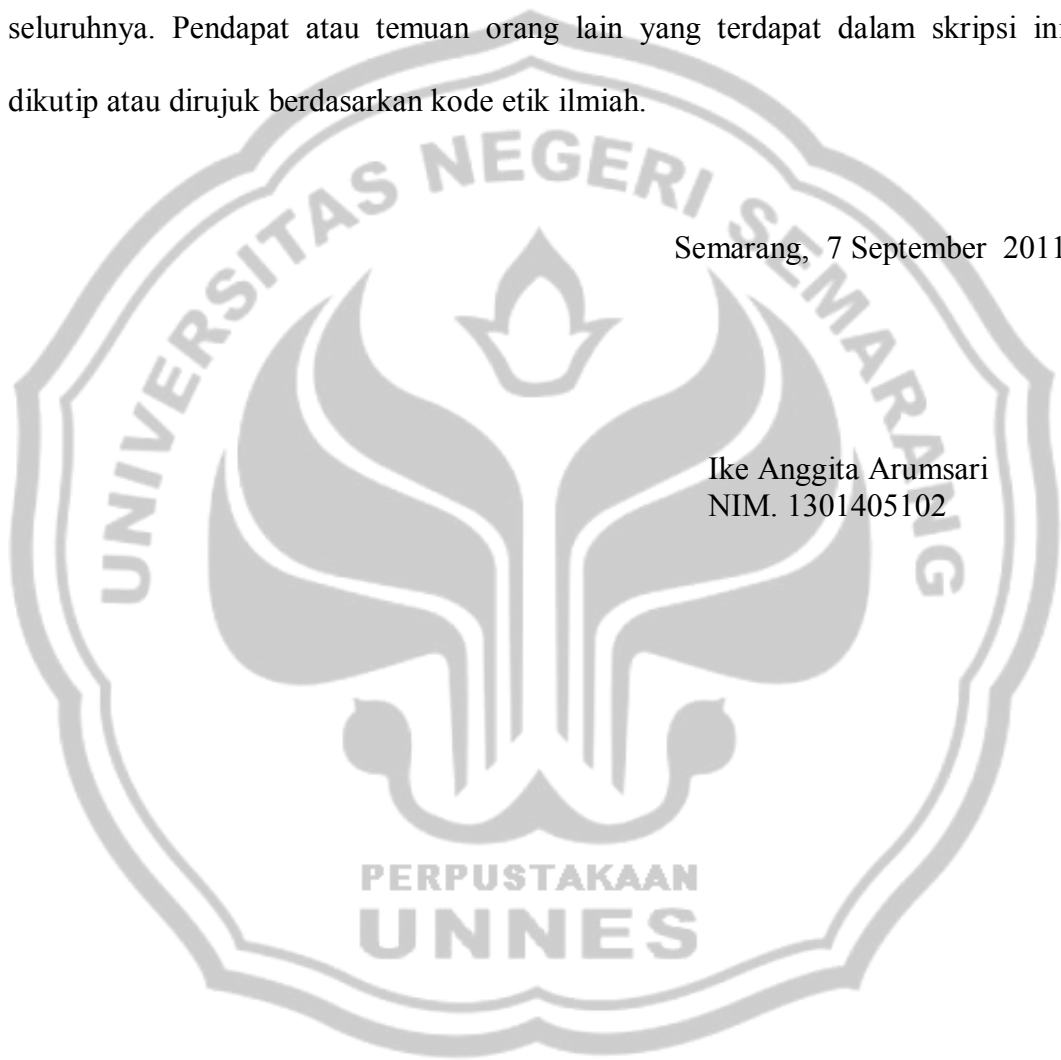 seluruhnya. Pendapat atau temuan orang lain yang terdapat dalam skripsi ini
dikutip atau dirujuk berdasarkan kode etik ilmiah.
UNIVERSITAS NEGERI SEMARANG
Semarang, 7 September 2011
Ike Anggita Arumsari
NIM. 1301405102
PERPUSTAKAAN
UNNES